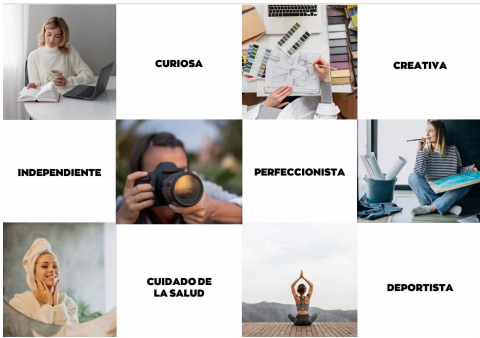 CURIOSA
CREATIVA
INDEPENDIENTE
PERFECCIONISTA
CUIDADO DE
LA SALUD
DEPORTISTA